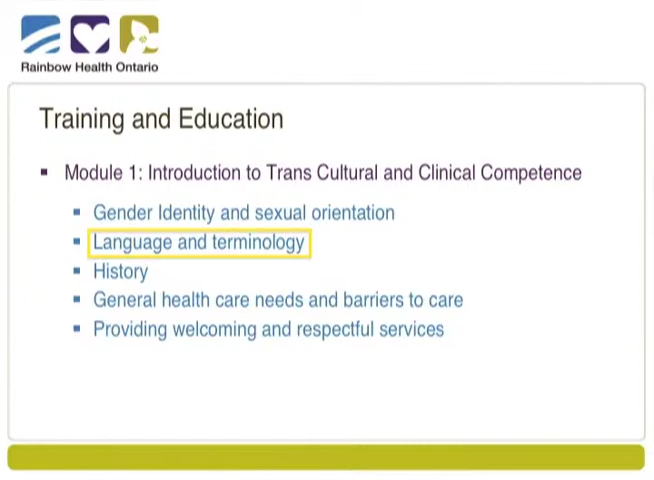 Rainbow Health Ontario
Training and Education
Module 1: Introduction to Trans Cultural and Clinical Competence
Gender Identity and sexual orientation
Language and terminology
History
General health care needs and barriers to care
Providing welcoming and respectful services